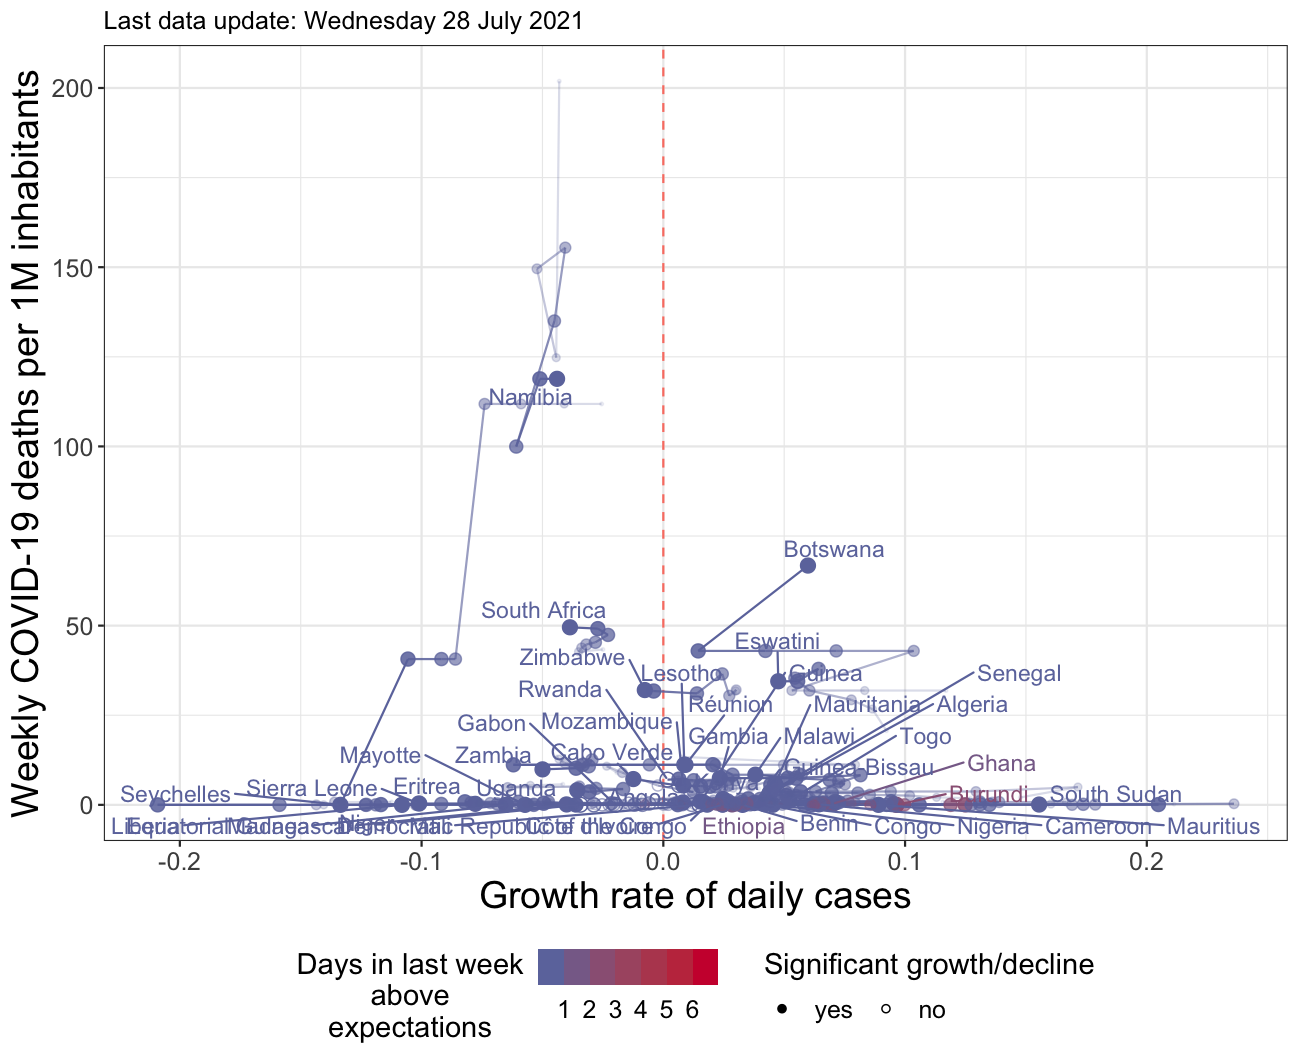 Last data update: Wednesday 28 July 2021
Weekly COVID-19 deaths per 1M inhabitants
200
150
100
50
0
Namibia
Botswana
South Africa
Eswatini
Zimbabwe
Lesotho
Guinea
Senegal
Rwanda
Réunion
Mauritania
Algeria
Gabon
Mozambique
Gambia
Malawi
Togo
Mayotte
Zambia
Cabo Verde
Guinea Bissau
Ghana
Seychelles
Sierra Leone
Eritrea
Uganda
Angola
Burundi
South Sudan
Niger
Mali
Ethiopia
Benin
Congo
Nigeria
Cameroon
Mauritius
-0.2
-0.1
0.0
0.1
0.2
Growth rate of daily cases
Days in last week
above
expectations
1 2 3 4 5 6
Significant growth/decline
yes
no